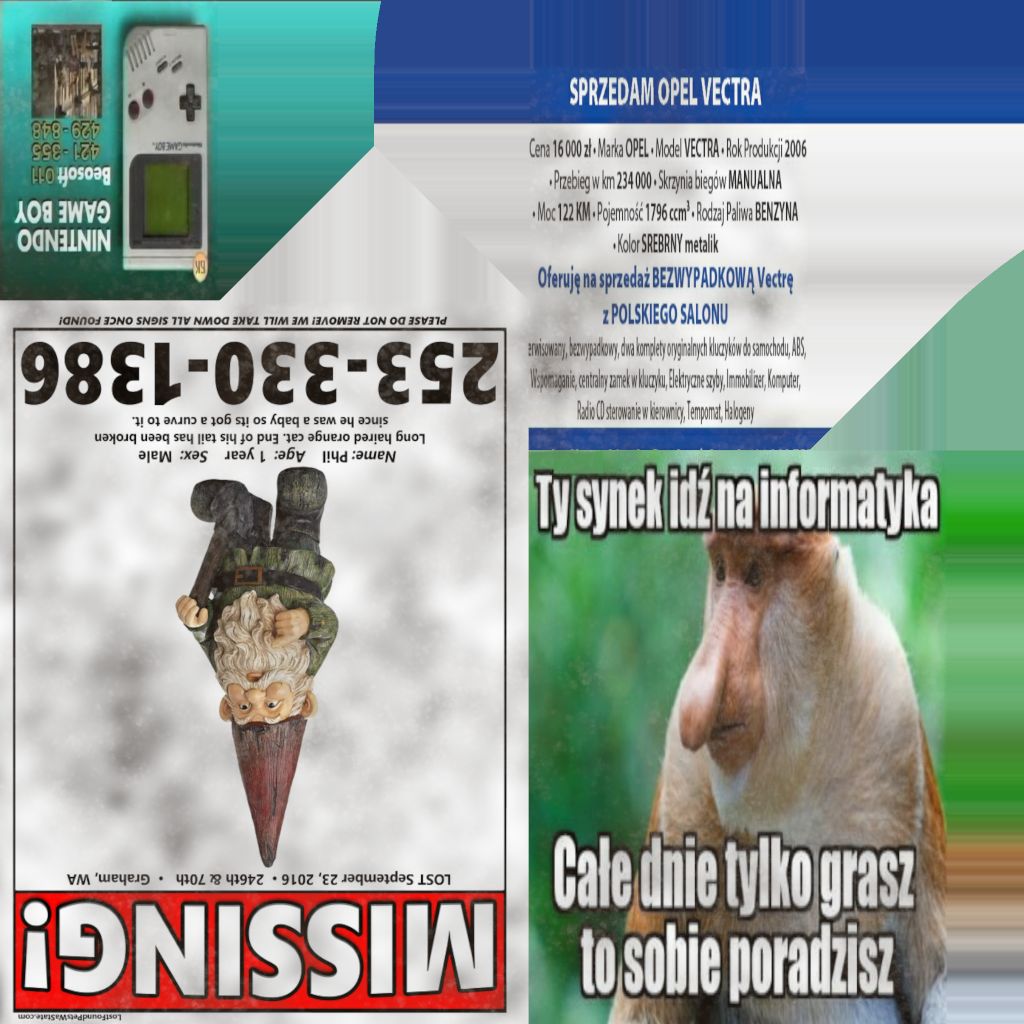 NINTENDO
GAME BOY
Beosoft 011
421-355
429-848
Nintendo GAME BOY
SPRZEDAM OPEL VECTRA
Cena 16 000 zł • Marka OPEL • Model VECTRA • Rok Produkcji 2006
• Przebieg w km 234 000 • Skrzynia biegów MANUALNA
• Moc 122 KM • Pojemność 1796 ccm³ • Rodzaj Paliwa BENZYNA
• Kolor SREBRNY metalik
Oferuję na sprzedaż BEZWYPADKOWĄ Vectrę
z POLSKIEGO SALONU
erwisowany, bezwypadkowy, dwa komplety oryginalnych kluczyków do samochodu, ABS,
Wspomaganie, centralny zamek w kluczyku, Elektryczne szyby, Immobilizer, Komputer,
Radio CD sterowanie w kierownicy, Tempomat, Halogeny
LostFoundPetsWaState.com
MISSING!
LOST September 23, 2016 • 246th & 70th • Graham, WA
Name: Phil Age: 1 year Sex: Male
Long haired orange cat. End of his tail has been broken
since he was a baby so its got a curve to it.
253-330-1386
PLEASE DO NOT REMOVE! WE WILL TAKE DOWN ALL SIGNS ONCE FOUND!
Ty synek idź na informatyka
Całe dnie tylko grasz
to sobie poradzisz